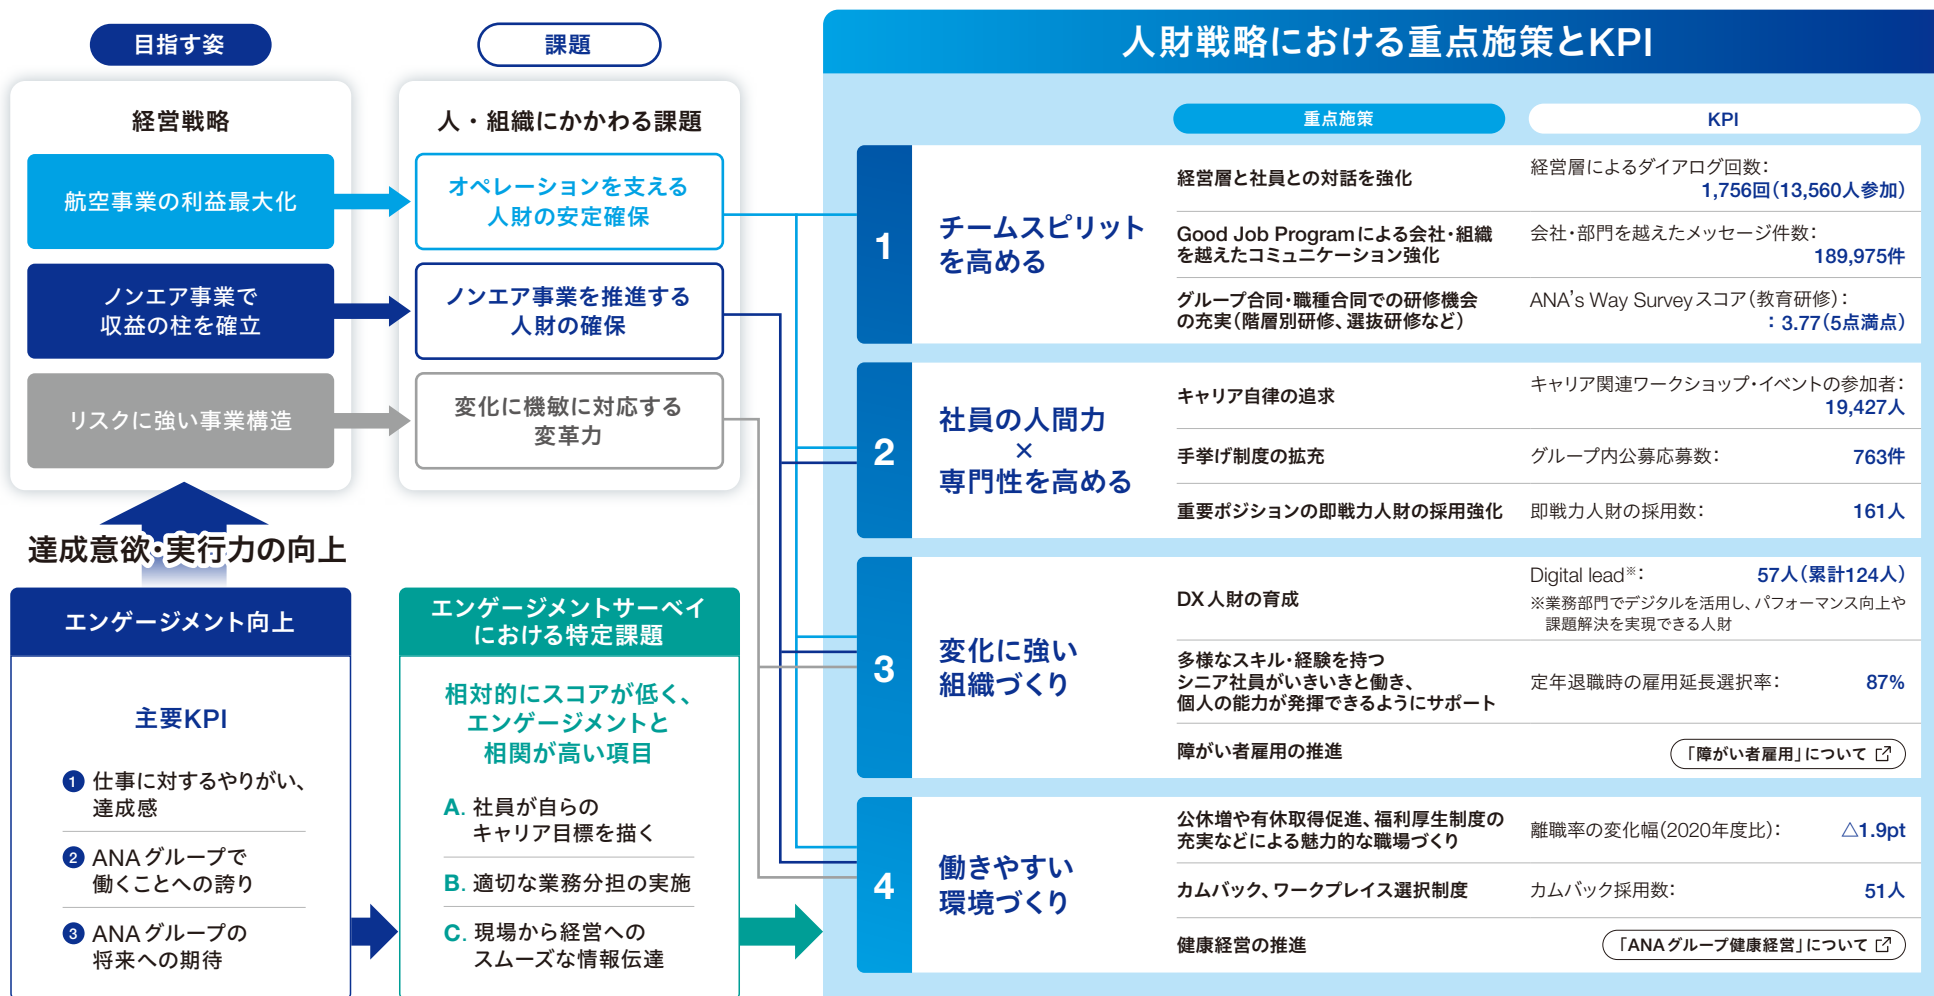 目指す姿
課題
人財戦略における重点施策とKPI
経営戦略
航空事業の利益最大化
ノンエア事業で
収益の柱を確立
リスクに強い事業構造
人・組織にかかわる課題
オペレーションを支える
人財の安定確保
ノンエア事業を推進する
人財の確保
変化に機敏に対応する
変革力
達成意欲・実行力の向上
エンゲージメント向上
主要KPI
1 仕事に対するやりがい、
達成感
2 ANAグループで
働くことへの誇り
3 ANAグループの
将来への期待
エンゲージメントサーベイ
における特定課題
相対的にスコアが低く、
エンゲージメントと
相関が高い項目
A. 社員が自らの
キャリア目標を描く
B. 適切な業務分担の実施
C. 現場から経営への
スムーズな情報伝達
重点施策
KPI
1
チームスピリット
を高める
経営層と社員との対話を強化
経営層によるダイアログ回数：
1,756回（13,560人参加）
Good Job Programによる会社・組織
を越えたコミュニケーション強化
会社・部門を越えたメッセージ件数：
189,975件
グループ合同・職種合同での研修機会
の充実（階層別研修、選抜研修など）
ANA's Way Surveyスコア（教育研修）：
：3.77（5点満点）
2
社員の人間力
×
専門性を高める
キャリア自律の追求
キャリア関連ワークショップ・イベントの参加者：
19,427人
手挙げ制度の拡充
グループ内公募応募数： 763件
重要ポジションの即戦力人財の採用強化
即戦力人財の採用数： 161人
3
変化に強い
組織づくり
DX人財の育成
Digital lead※： 57人（累計124人）
※業務部門でデジタルを活用し、パフォーマンス向上や
課題解決を実現できる人財
多様なスキル・経験を持つ
シニア社員がいきいきと働き、
個人の能力が発揮できるようにサポート
定年退職時の雇用延長選択率： 87%
障がい者雇用の推進
「障がい者雇用」について
4
働きやすい
環境づくり
公休増や有休取得促進、福利厚生制度の
充実などによる魅力的な職場づくり
離職率の変化幅（2020年度比）： △1.9pt
カムバック、ワークプレイス選択制度
カムバック採用数： 51人
健康経営の推進
「ANAグループ健康経営」について